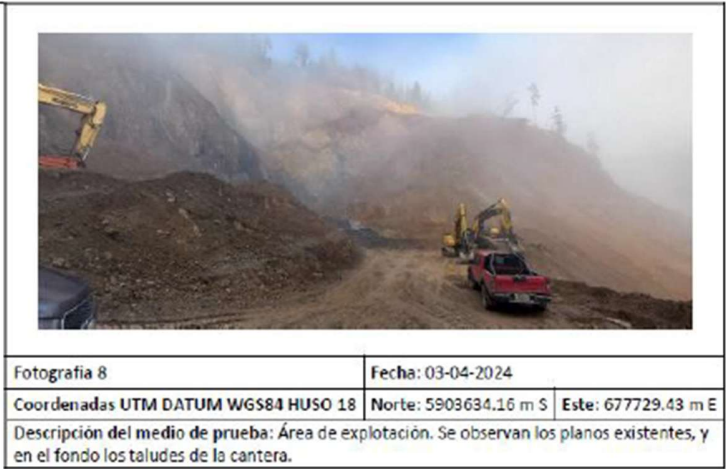 Fotografía 8
Fecha: 03-04-2024
Coordenadas UTM DATUM WGS84 HUSO 18
Norte: 5903634.16 m S
Este: 677729.43 m E
Descripción del medio de prueba: Área de explotación. Se observan los planos existentes, y
en el fondo los taludes de la cantera.